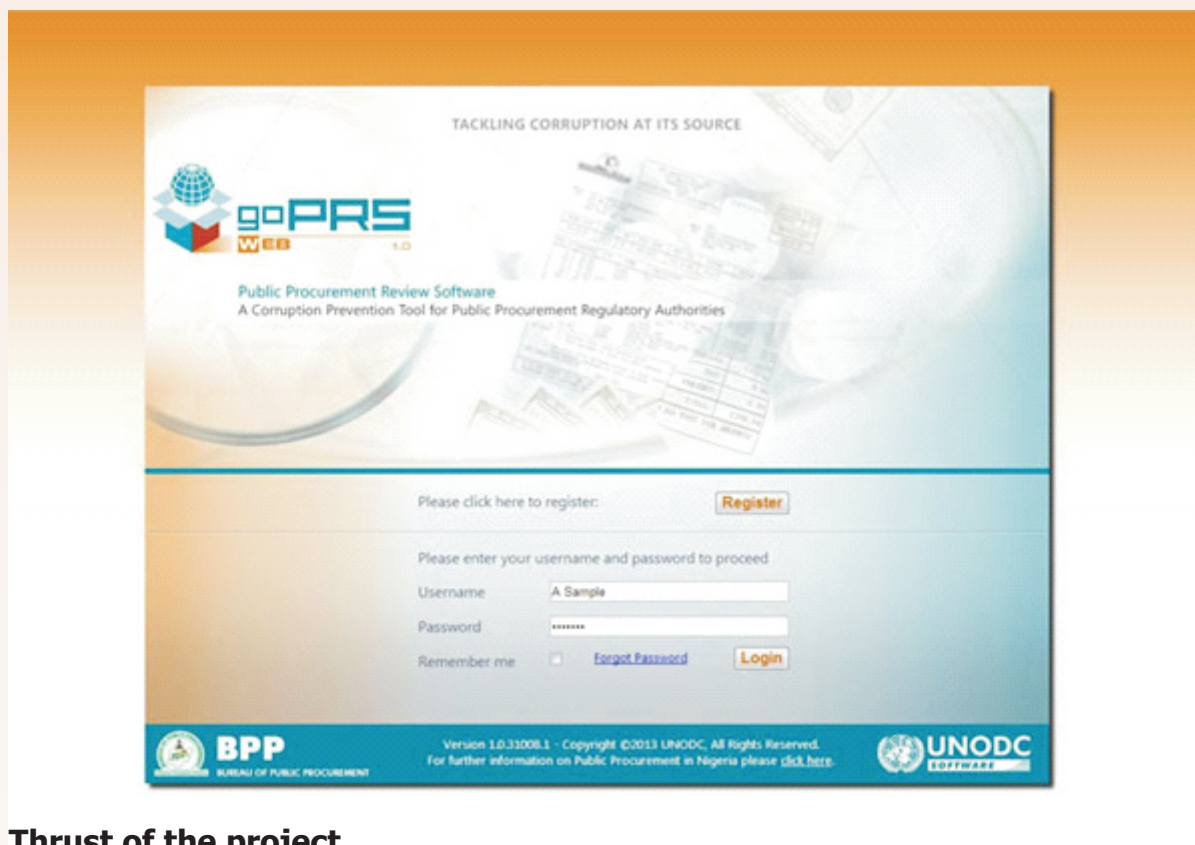 TACKLING CORRUPTION AT ITS SOURCE
goPRS
WEB 1.0
Public Procurement Review Software
A Corruption Prevention Tool for Public Procurement Regulatory Authorities
Please click here to register: Register
Please enter your username and password to proceed
Username A Sample
Password •••••••
Remember me Forgot Password Login
BPP
BUREAU OF PUBLIC PROCUREMENT
Version 1.0.31008.1 - Copyright ©2013 UNODC, All Rights Reserved.
For further information on Public Procurement in Nigeria please click here.
UNODC
SOFTWARE
Thrust of the project